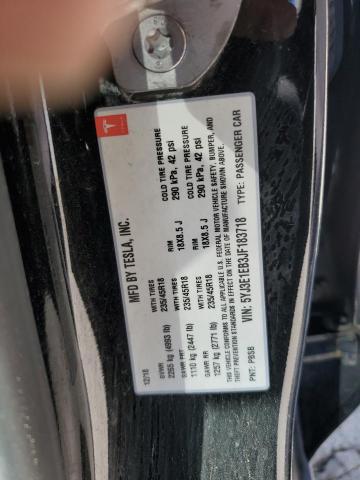 MFD BY TESLA, INC.
12/18
GVWR WITH TIRES RIM COLD TIRE PRESSURE
2265 kg (4993 lb) 235/45R18 18X8.5 J 290 kPa, 42 psi
GAWR FRT WITH TIRES RIM COLD TIRE PRESSURE
1110 kg (2447 lb) 235/45R18 18X8.5 J 290 kPa, 42 psi
GAWR RR WITH TIRES
1257 kg (2771 lb) 235/45R18
THIS VEHICLE CONFORMS TO ALL APPLICABLE U.S. FEDERAL MOTOR VEHICLE SAFETY, BUMPER, AND
THEFT PREVENTION STANDARDS IN EFFECT ON THE DATE OF MANUFACTURE SHOWN ABOVE.
VIN: 5YJ3E1EB3JF183718 TYPE: PASSENGER CAR
PNT: PBSB